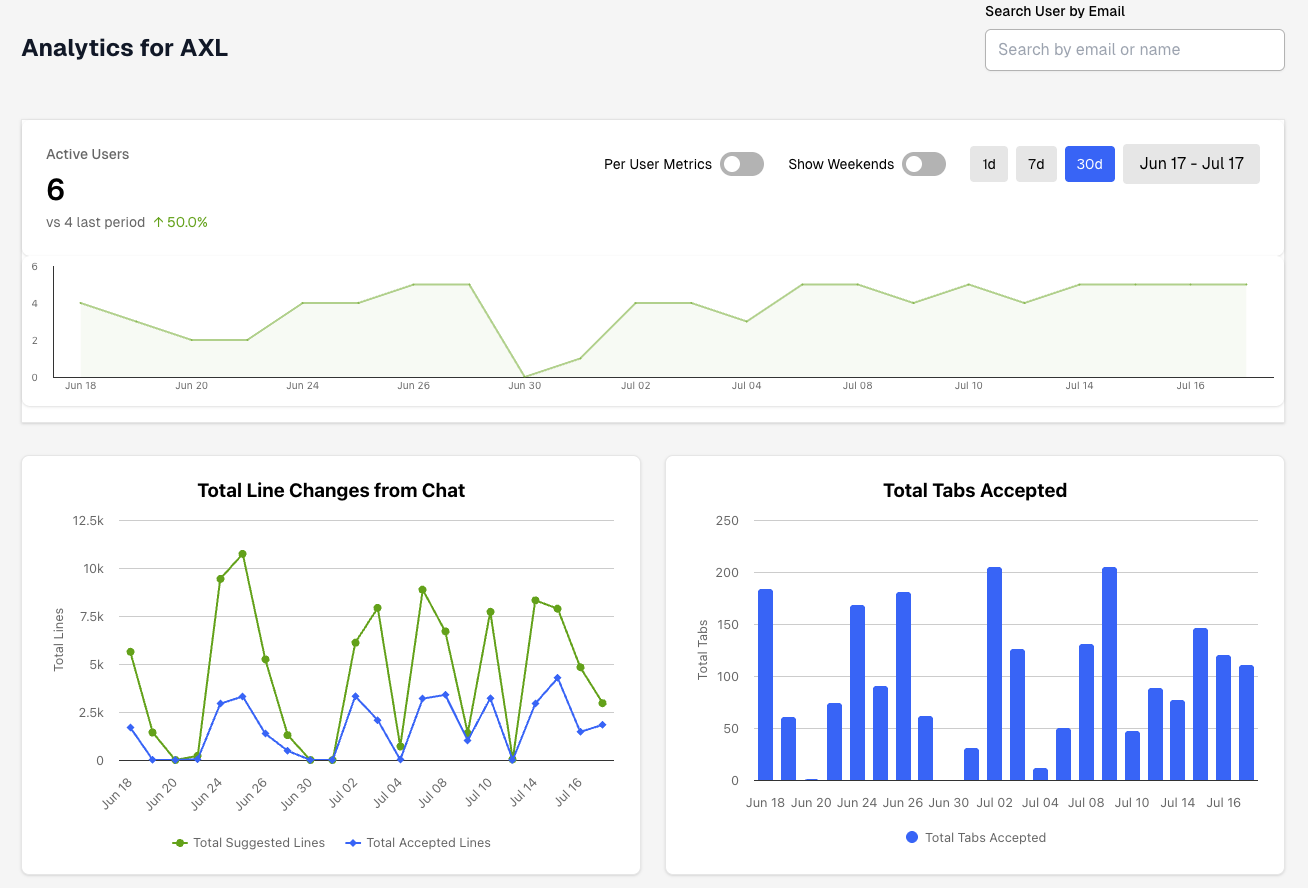 Search User by Email
Analytics for AXL
Search by email or name
Active Users
Per User Metrics Show Weekends 1d 7d 30d Jun 17 - Jul 17
6
vs 4 last period ↑ 50.0%
6
4
2
0
Jun 18 Jun 20 Jun 24 Jun 26 Jun 30 Jul 02 Jul 04 Jul 08 Jul 10 Jul 14 Jul 16
Total Line Changes from Chat
12.5k
10k
7.5k
5k
2.5k
0
Total Lines
Jun 18 Jun 20 Jun 24 Jun 26 Jun 30 Jul 02 Jul 04 Jul 08 Jul 10 Jul 14 Jul 16
Total Suggested Lines Total Accepted Lines
Total Tabs Accepted
250
200
150
100
50
0
Total Tabs
Jun 18 Jun 20 Jun 24 Jun 26 Jun 30 Jul 02 Jul 04 Jul 08 Jul 10 Jul 14 Jul 16
Total Tabs Accepted